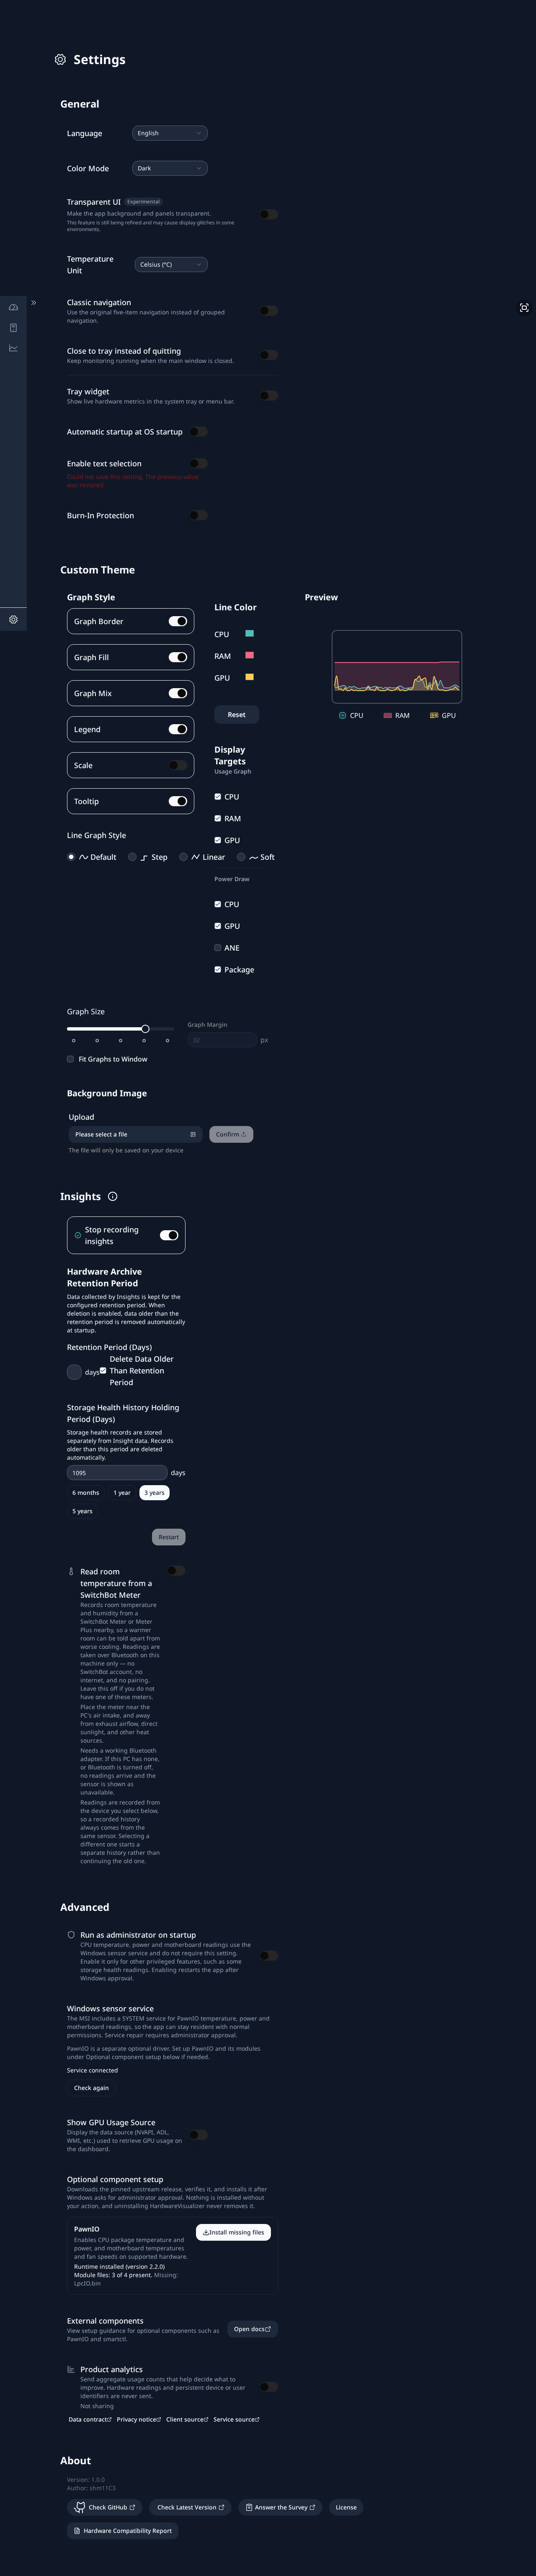 Settings
General
Language
English
Color Mode
Dark
Transparent UI
Experimental
Make the app background and panels transparent.
This feature is still being refined and may cause display glitches in some
environments.
Temperature
Unit
Celsius (°C)
Classic navigation
Use the original five-item navigation instead of grouped
navigation.
Close to tray instead of quitting
Keep monitoring running when the main window is closed.
Tray widget
Show live hardware metrics in the system tray or menu bar.
Automatic startup at OS startup
Enable text selection
Could not save this setting. The previous value
was restored.
Burn-In Protection
Custom Theme
Graph Style
Graph Border
Graph Fill
Graph Mix
Legend
Scale
Tooltip
Line Graph Style
Default
Step
Linear
Soft
Line Color
CPU
RAM
GPU
Reset
Display
Targets
Usage Graph
CPU
RAM
GPU
Power Draw
CPU
GPU
ANE
Package
Preview
CPU
RAM
GPU
Graph Size
Graph Margin
32
px
Fit Graphs to Window
Background Image
Upload
Please select a file
Confirm
The file will only be saved on your device
Insights
Stop recording
insights
Hardware Archive
Retention Period
Data collected by Insights is kept for the
configured retention period. When
deletion is enabled, data older than the
retention period is removed automatically
at startup.
Retention Period (Days)
days
Delete Data Older
Than Retention
Period
Storage Health History Holding
Period (Days)
Storage health records are stored
separately from Insight data. Records
older than this period are deleted
automatically.
1095
days
6 months
1 year
3 years
5 years
Restart
Read room
temperature from a
SwitchBot Meter
Records room temperature
and humidity from a
SwitchBot Meter or Meter
Plus nearby, so a warmer
room can be told apart from
worse cooling. Readings are
taken over Bluetooth on this
machine only — no
SwitchBot account, no
internet, and no pairing.
Leave this off if you do not
have one of these meters.
Place the meter near the
PC's air intake, and away
from exhaust airflow, direct
sunlight, and other heat
sources.
Needs a working Bluetooth
adapter. If this PC has none,
or Bluetooth is turned off,
no readings arrive and the
sensor is shown as
unavailable.
Readings are recorded from
the device you select below,
so a recorded history
always comes from the
same sensor. Selecting a
different one starts a
separate history rather than
continuing the old one.
Advanced
Run as administrator on startup
CPU temperature, power and motherboard readings use the
Windows sensor service and do not require this setting.
Enable it only for other privileged features, such as some
storage health readings. Enabling restarts the app after
Windows approval.
Windows sensor service
The MSI includes a SYSTEM service for PawnIO temperature, power and
motherboard readings, so the app can stay resident with normal
permissions. Service repair requires administrator approval.
PawnIO is a separate optional driver. Set up PawnIO and its modules
under Optional component setup below if needed.
Service connected
Check again
Show GPU Usage Source
Display the data source (NVAPI, ADL,
WMI, etc.) used to retrieve GPU usage on
the dashboard.
Optional component setup
Downloads the pinned upstream release, verifies it, and installs it after
Windows asks for administrator approval. Nothing is installed without
your action, and uninstalling HardwareVisualizer never removes it.
PawnIO
Enables CPU package temperature and
power, and motherboard temperatures
and fan speeds on supported hardware.
Runtime installed (version 2.2.0)
Module files: 3 of 4 present. Missing:
LpcIO.bin
Install missing files
External components
View setup guidance for optional components such as
PawnIO and smartctl.
Open docs
Product analytics
Send aggregate usage counts that help decide what to
improve. Hardware readings and persistent device or user
identifiers are never sent.
Not sharing
Data contract
Privacy notice
Client source
Service source
About
Version: 1.0.0
Author: shm11C3
Check GitHub
Check Latest Version
Answer the Survey
License
Hardware Compatibility Report